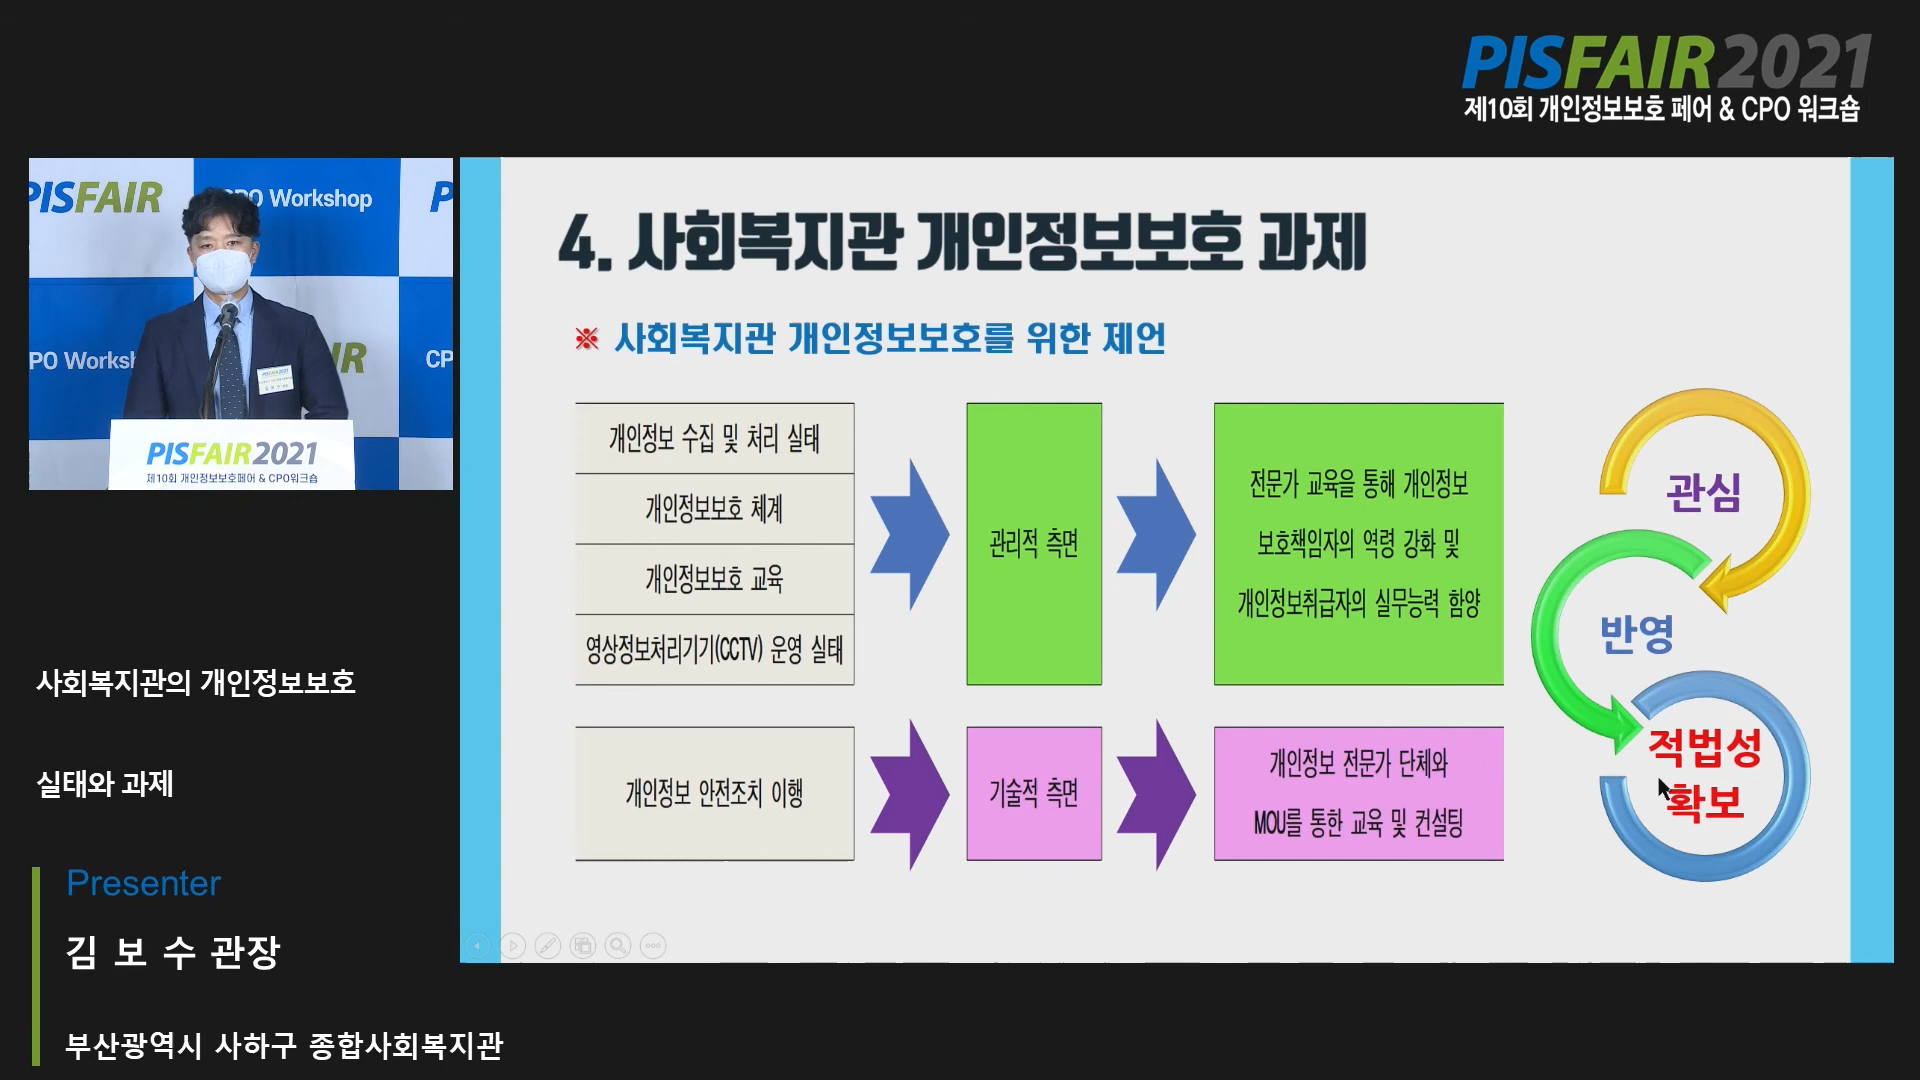 PISFAIR 2021
제10회 개인정보보호 페어 & CPO 워크숍
PISFAIR
CPO Workshop
P
PO Worksh
IR
CP
PISFAIR 2021
PISFAIR 2021
제10회 개인정보보호페어 & CPO워크숍
4. 사회복지관 개인정보보호 과제
※ 사회복지관 개인정보보호를 위한 제언
개인정보 수집 및 처리 실태
개인정보보호 체계
개인정보보호 교육
영상정보처리기기(CCTV) 운영 실태
관리적 측면
전문가 교육을 통해 개인정보
보호책임자의 역령 강화 및
개인정보취급자의 실무능력 함양
개인정보 안전조치 이행
기술적 측면
개인정보 전문가 단체와
MOU를 통한 교육 및 컨설팅
관심
반영
적법성
확보
사회복지관의 개인정보보호
실태와 과제
Presenter
김 보 수 관장
부산광역시 사하구 종합사회복지관